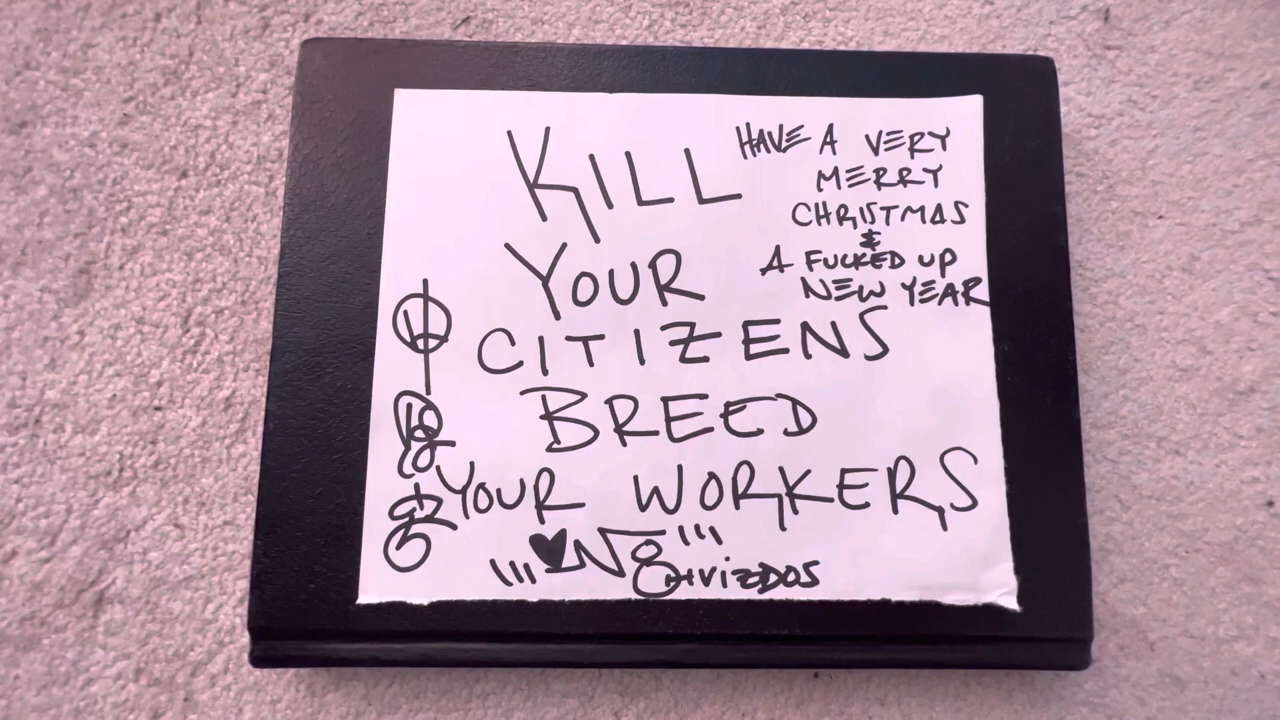 KILL
YOUR
CITIZENS
BREED
YOUR WORKERS
HAVE A VERY
MERRY
CHRISTMAS
&
A FUCKED UP
NEW YEAR